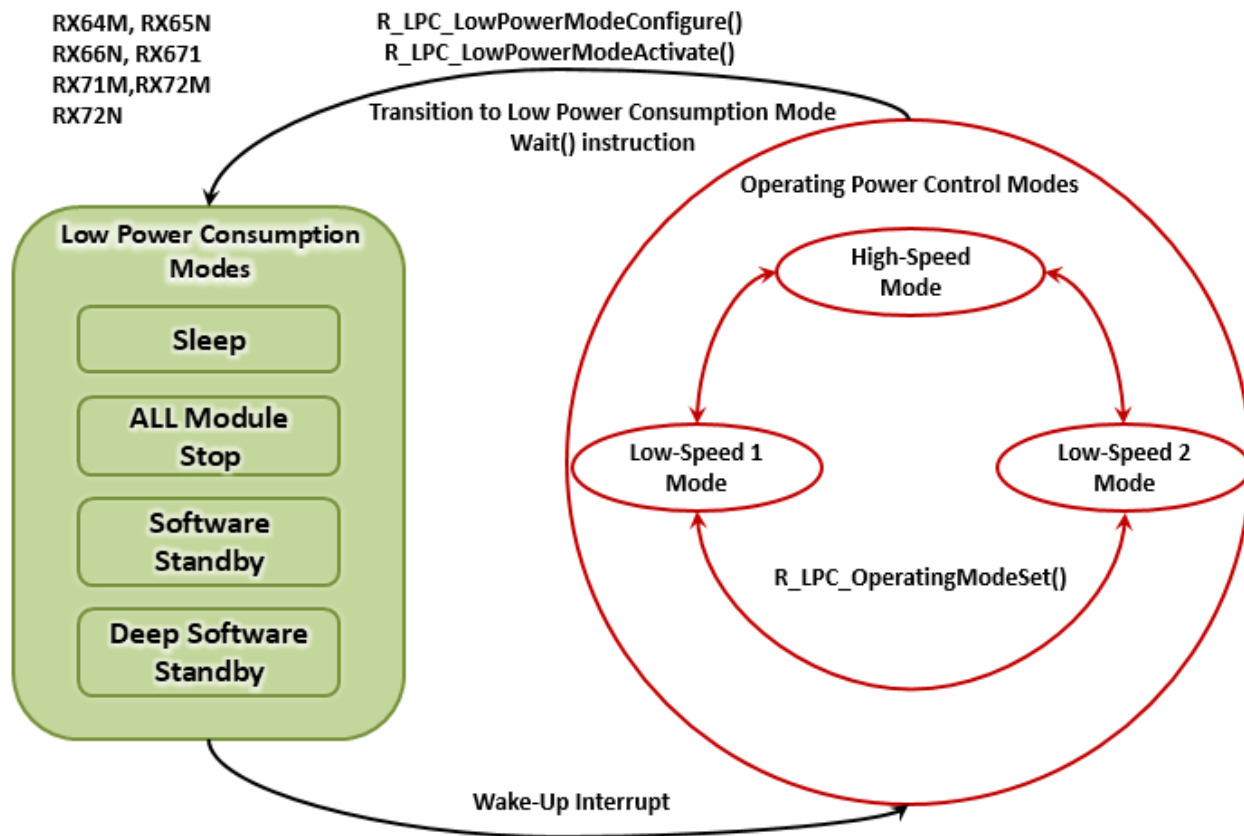 RX64M, RX65N
RX66N, RX671
RX71M,RX72M
RX72N
R_LPC_LowPowerModeConfigure()
R_LPC_LowPowerModeActivate()
Transition to Low Power Consumption Mode
Wait() instruction
Low Power Consumption
Modes
Sleep
ALL Module
Stop
Software
Standby
Deep Software
Standby
Operating Power Control Modes
High-Speed
Mode
Low-Speed 1
Mode
Low-Speed 2
Mode
R_LPC_OperatingModeSet()
Wake-Up Interrupt